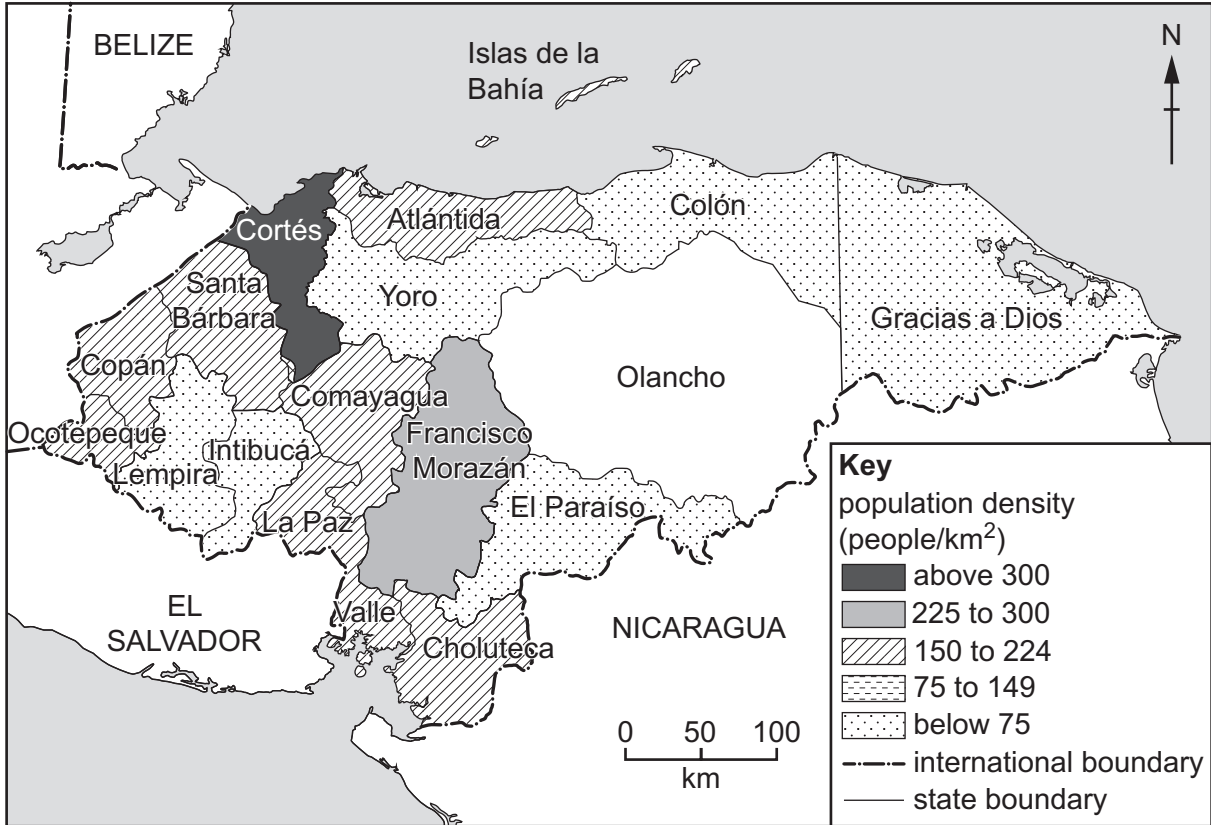 BELIZE
Islas de la
Bahía
N
Cortés
Atlántida
Colón
Santa
Bárbara
Yoro
Gracias a Dios
Copán
Olancho
Comayagua
Ocotepeque
Intibucá
Francisco
Morazán
Lempira
La Paz
El Paraíso
EL
SALVADOR
Valle
NICARAGUA
Choluteca
0 50 100
km
Key
population density
(people/km²)
above 300
225 to 300
150 to 224
75 to 149
below 75
international boundary
state boundary